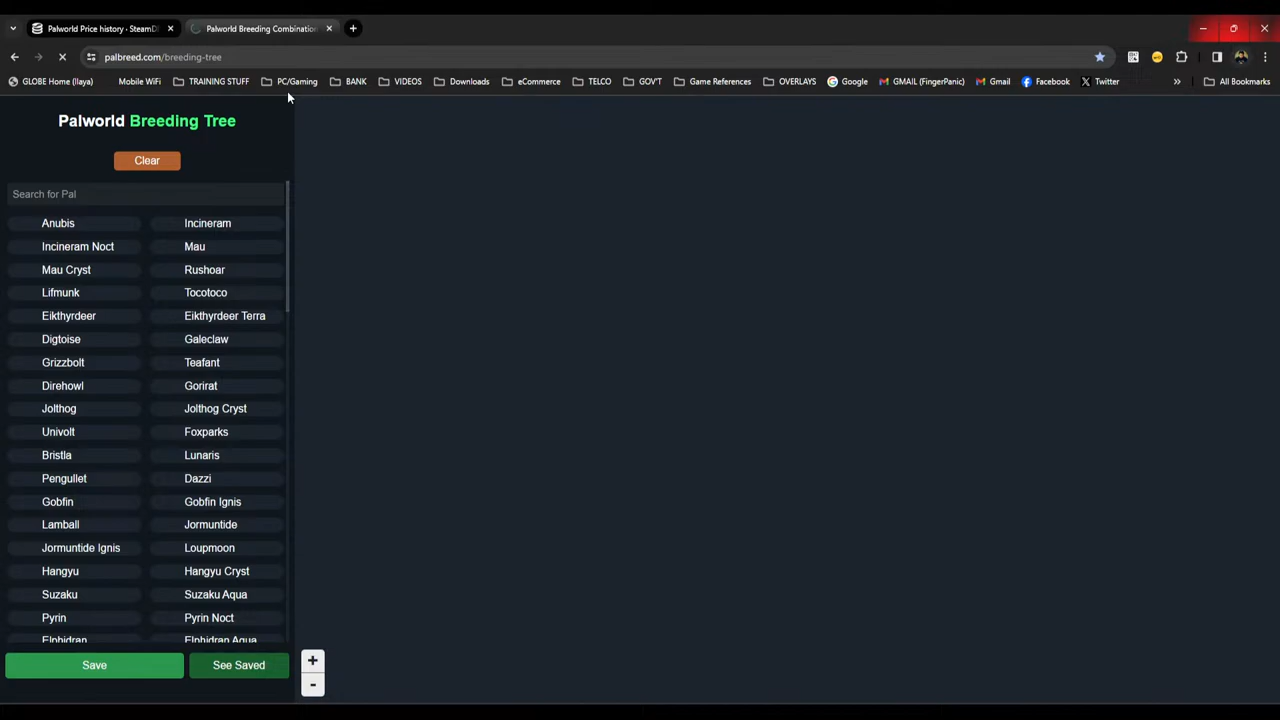 Palworld Price history · SteamD
Palworld Breeding Combination
palbreed.com/breeding-tree
GLOBE Home (Ilaya) Mobile WiFi TRAINING STUFF PC/Gaming BANK VIDEOS Downloads eCommerce TELCO GOV'T Game References OVERLAYS Google GMAIL (FingerPanic) Gmail Facebook Twitter » All Bookmarks
Palworld Breeding Tree
Clear
Search for Pal
Anubis Incineram
Incineram Noct Mau
Mau Cryst Rushoar
Lifmunk Tocotoco
Eikthyrdeer Eikthyrdeer Terra
Digtoise Galeclaw
Grizzbolt Teafant
Direhowl Gorirat
Jolthog Jolthog Cryst
Univolt Foxparks
Bristla Lunaris
Pengullet Dazzi
Gobfin Gobfin Ignis
Lamball Jormuntide
Jormuntide Ignis Loupmoon
Hangyu Hangyu Cryst
Suzaku Suzaku Aqua
Pyrin Pyrin Noct
Elphidran Elphidran Aqua
Save See Saved
+
-